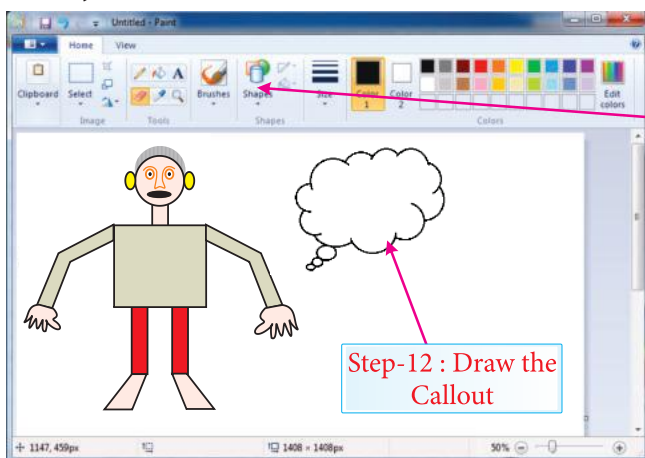 Untitled - Paint
Home View
Clipboard Select Brushes Shapes Size Color 1 Color 2 Edit colors
Image Tools Shapes Colors
Step-12 : Draw the
Callout
1147, 459px 1408 × 1408px 50%